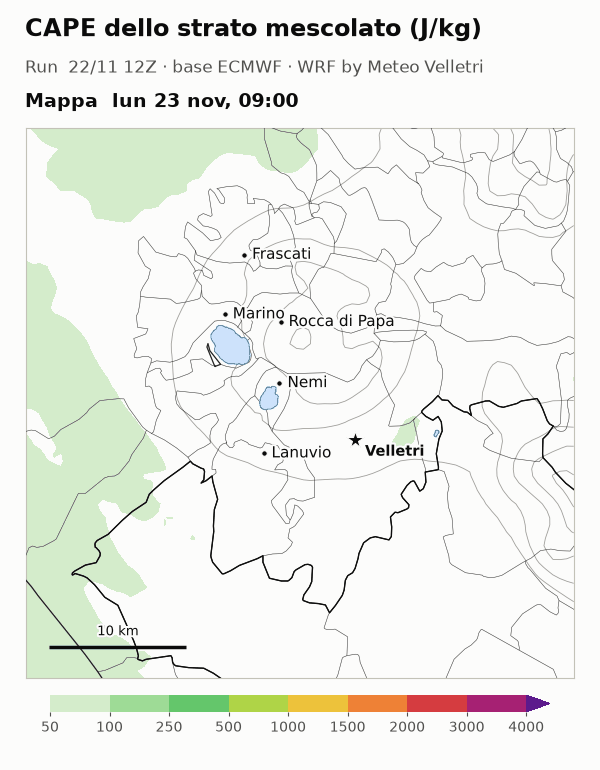 CAPE dello strato mescolato (J/kg)
Run 22/11 12Z · base ECMWF · WRF by Meteo Velletri
Mappa lun 23 nov, 09:00
Frascati
Marino
Rocca di Papa
Nemi
Velletri
Lanuvio
10 km
50 100 250 500 1000 1500 2000 3000 4000